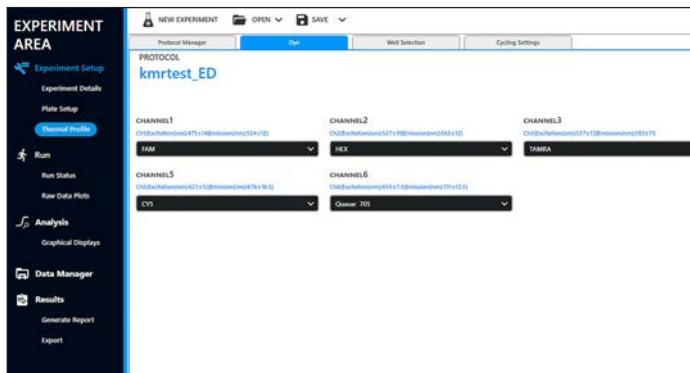 EXPERIMENT
AREA
Experiment Setup
Experiment Details
Plate Setup
Thermal Profile
Run
Run Status
Raw Data Plots
Analysis
Graphical Displays
Data Manager
Results
Generate Report
Export
NEW EXPERIMENT OPEN SAVE
Protocol Manager Dye Well Selection Cycling Settings
PROTOCOL
kmrtest_ED
CHANNEL1 CHANNEL2 CHANNEL3
FAM HEX TAMRA
CHANNEL5 CHANNEL6
CY5 Quasar 705